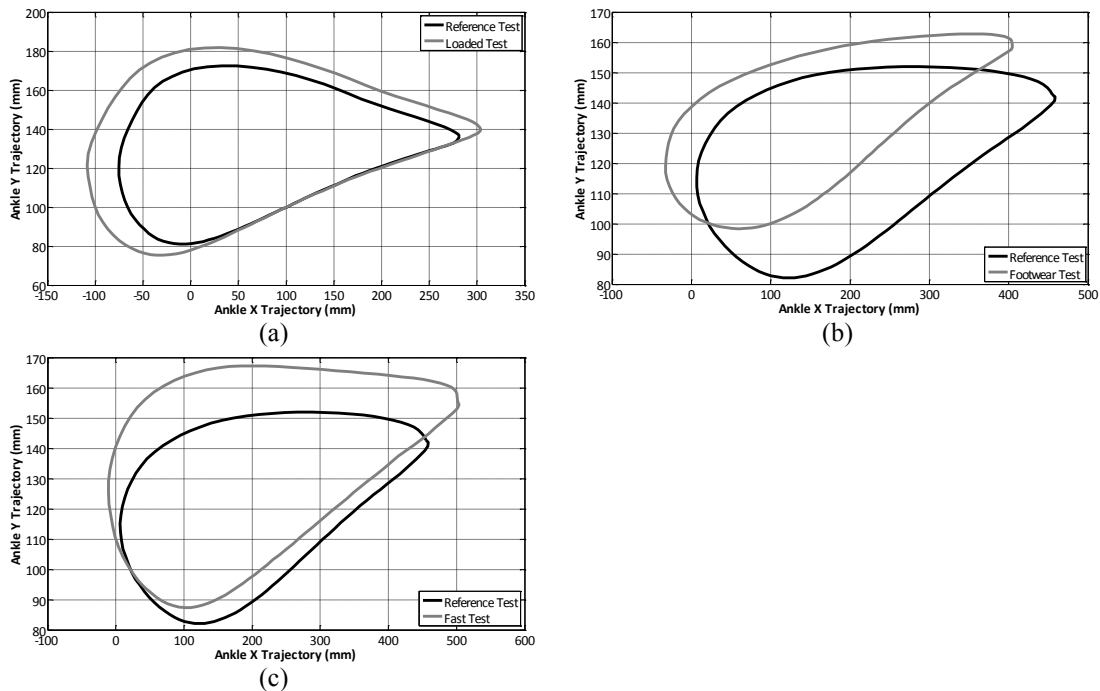 200
180
160
140
120
100
80
60
-150 -100 -50 0 50 100 150 200 250 300 350
Ankle Y Trajectory (mm)
Ankle X Trajectory (mm)
Reference Test
Loaded Test
(a)
170
160
150
140
130
120
110
100
90
80
-100 0 100 200 300 400 500
Ankle Y Trajectory (mm)
Ankle X Trajectory (mm)
Reference Test
Footwear Test
(b)
170
160
150
140
130
120
110
100
90
80
-100 0 100 200 300 400 500 600
Ankle Y Trajectory (mm)
Ankle X Trajectory (mm)
Reference Test
Fast Test
(c)